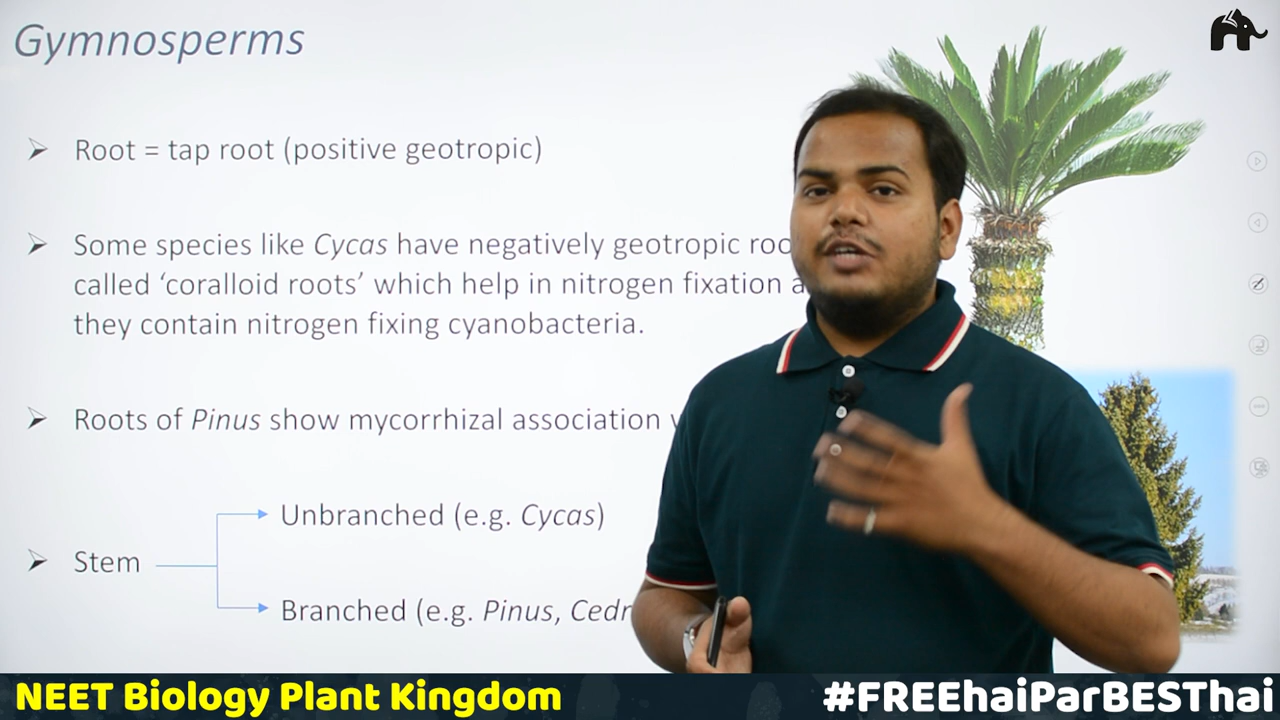 Gymnosperms
Root = tap root (positive geotropic)
Some species like Cycas have negatively geotropic
called ‘coralloid roots’ which help in nitrogen fixation
they contain nitrogen fixing cyanobacteria.
Roots of Pinus show mycorrhizal association
Unbranched (e.g. Cycas)
Stem
Branched (e.g. Pinus,
NEET Biology Plant Kingdom
#FREEhaiParBESThai